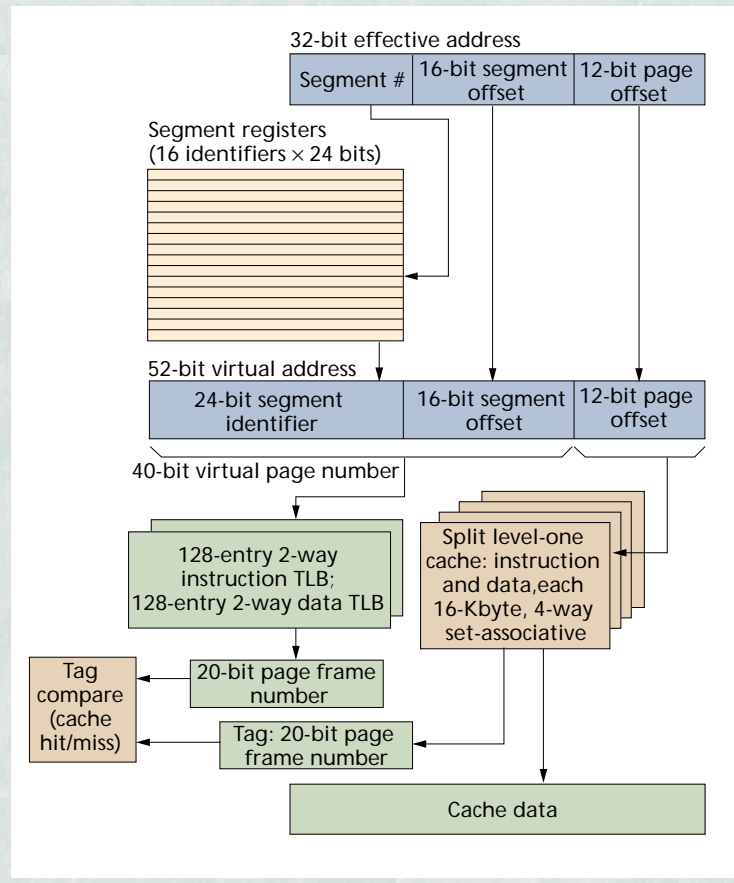 32-bit effective address
Segment #
16-bit segment
offset
12-bit page
offset
Segment registers
(16 identifiers × 24 bits)
52-bit virtual address
24-bit segment
identifier
16-bit segment
offset
12-bit page
offset
40-bit virtual page number
128-entry 2-way
instruction TLB;
128-entry 2-way data TLB
Split level-one
cache: instruction
and data,each
16-Kbyte, 4-way
set-associative
Tag
compare
(cache
hit/miss)
20-bit page frame
number
Tag: 20-bit page
frame number
Cache data